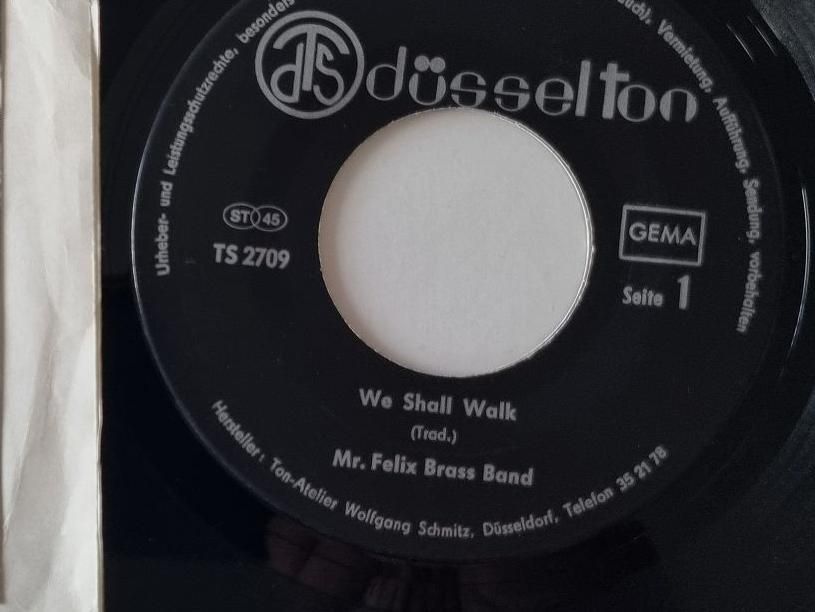 Urheber- und Leistungsschutzrechte, besonders
Vermietung, Aufführung, Sendung, vorbehalten
dTS düsselton
ST 45
TS 2709
GEMA
Seite 1
We Shall Walk
(Trad.)
Mr. Felix Brass Band
Hersteller: Ton-Atelier Wolfgang Schmitz, Düsseldorf, Telefon 35 21 78